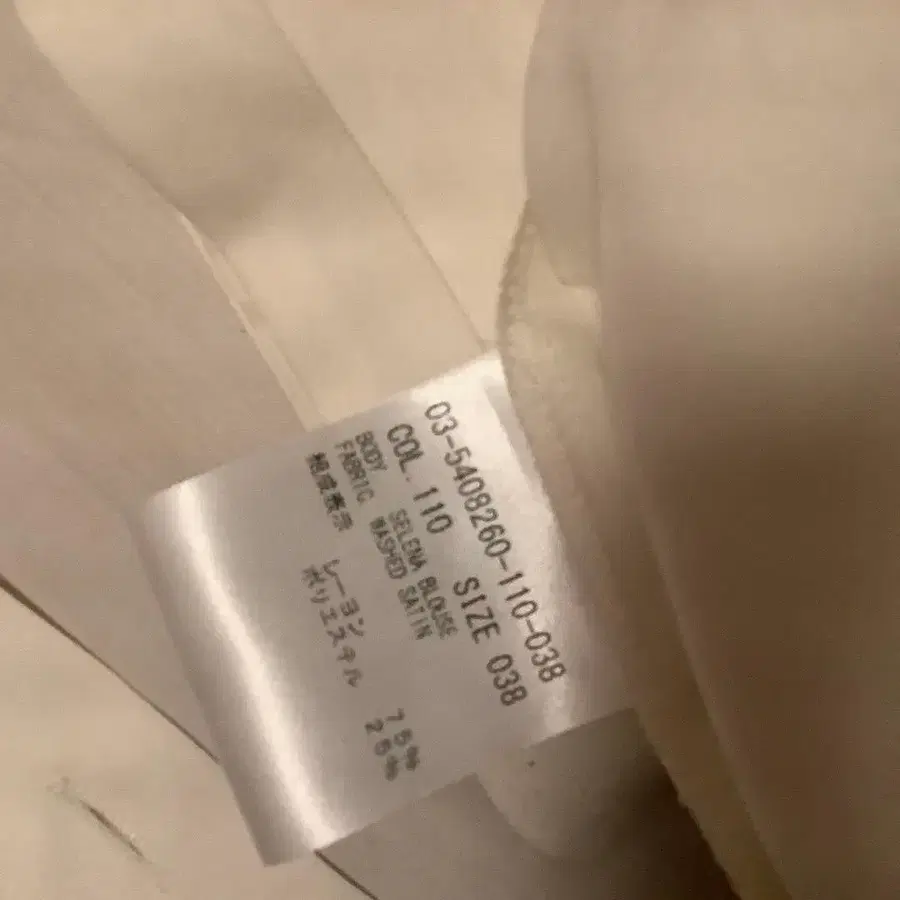 03-5408260-110-038
COL. 110 SIZE 038
BODY SELENA BLOUSE
FABRIC WASHED SATIN
組成表示 レーヨン 75%
ポリエステル 25%